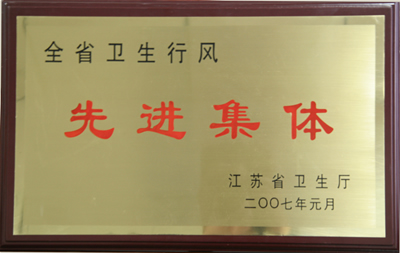 全省卫生行风
先进集体
江苏省卫生厅
二〇〇七年元月